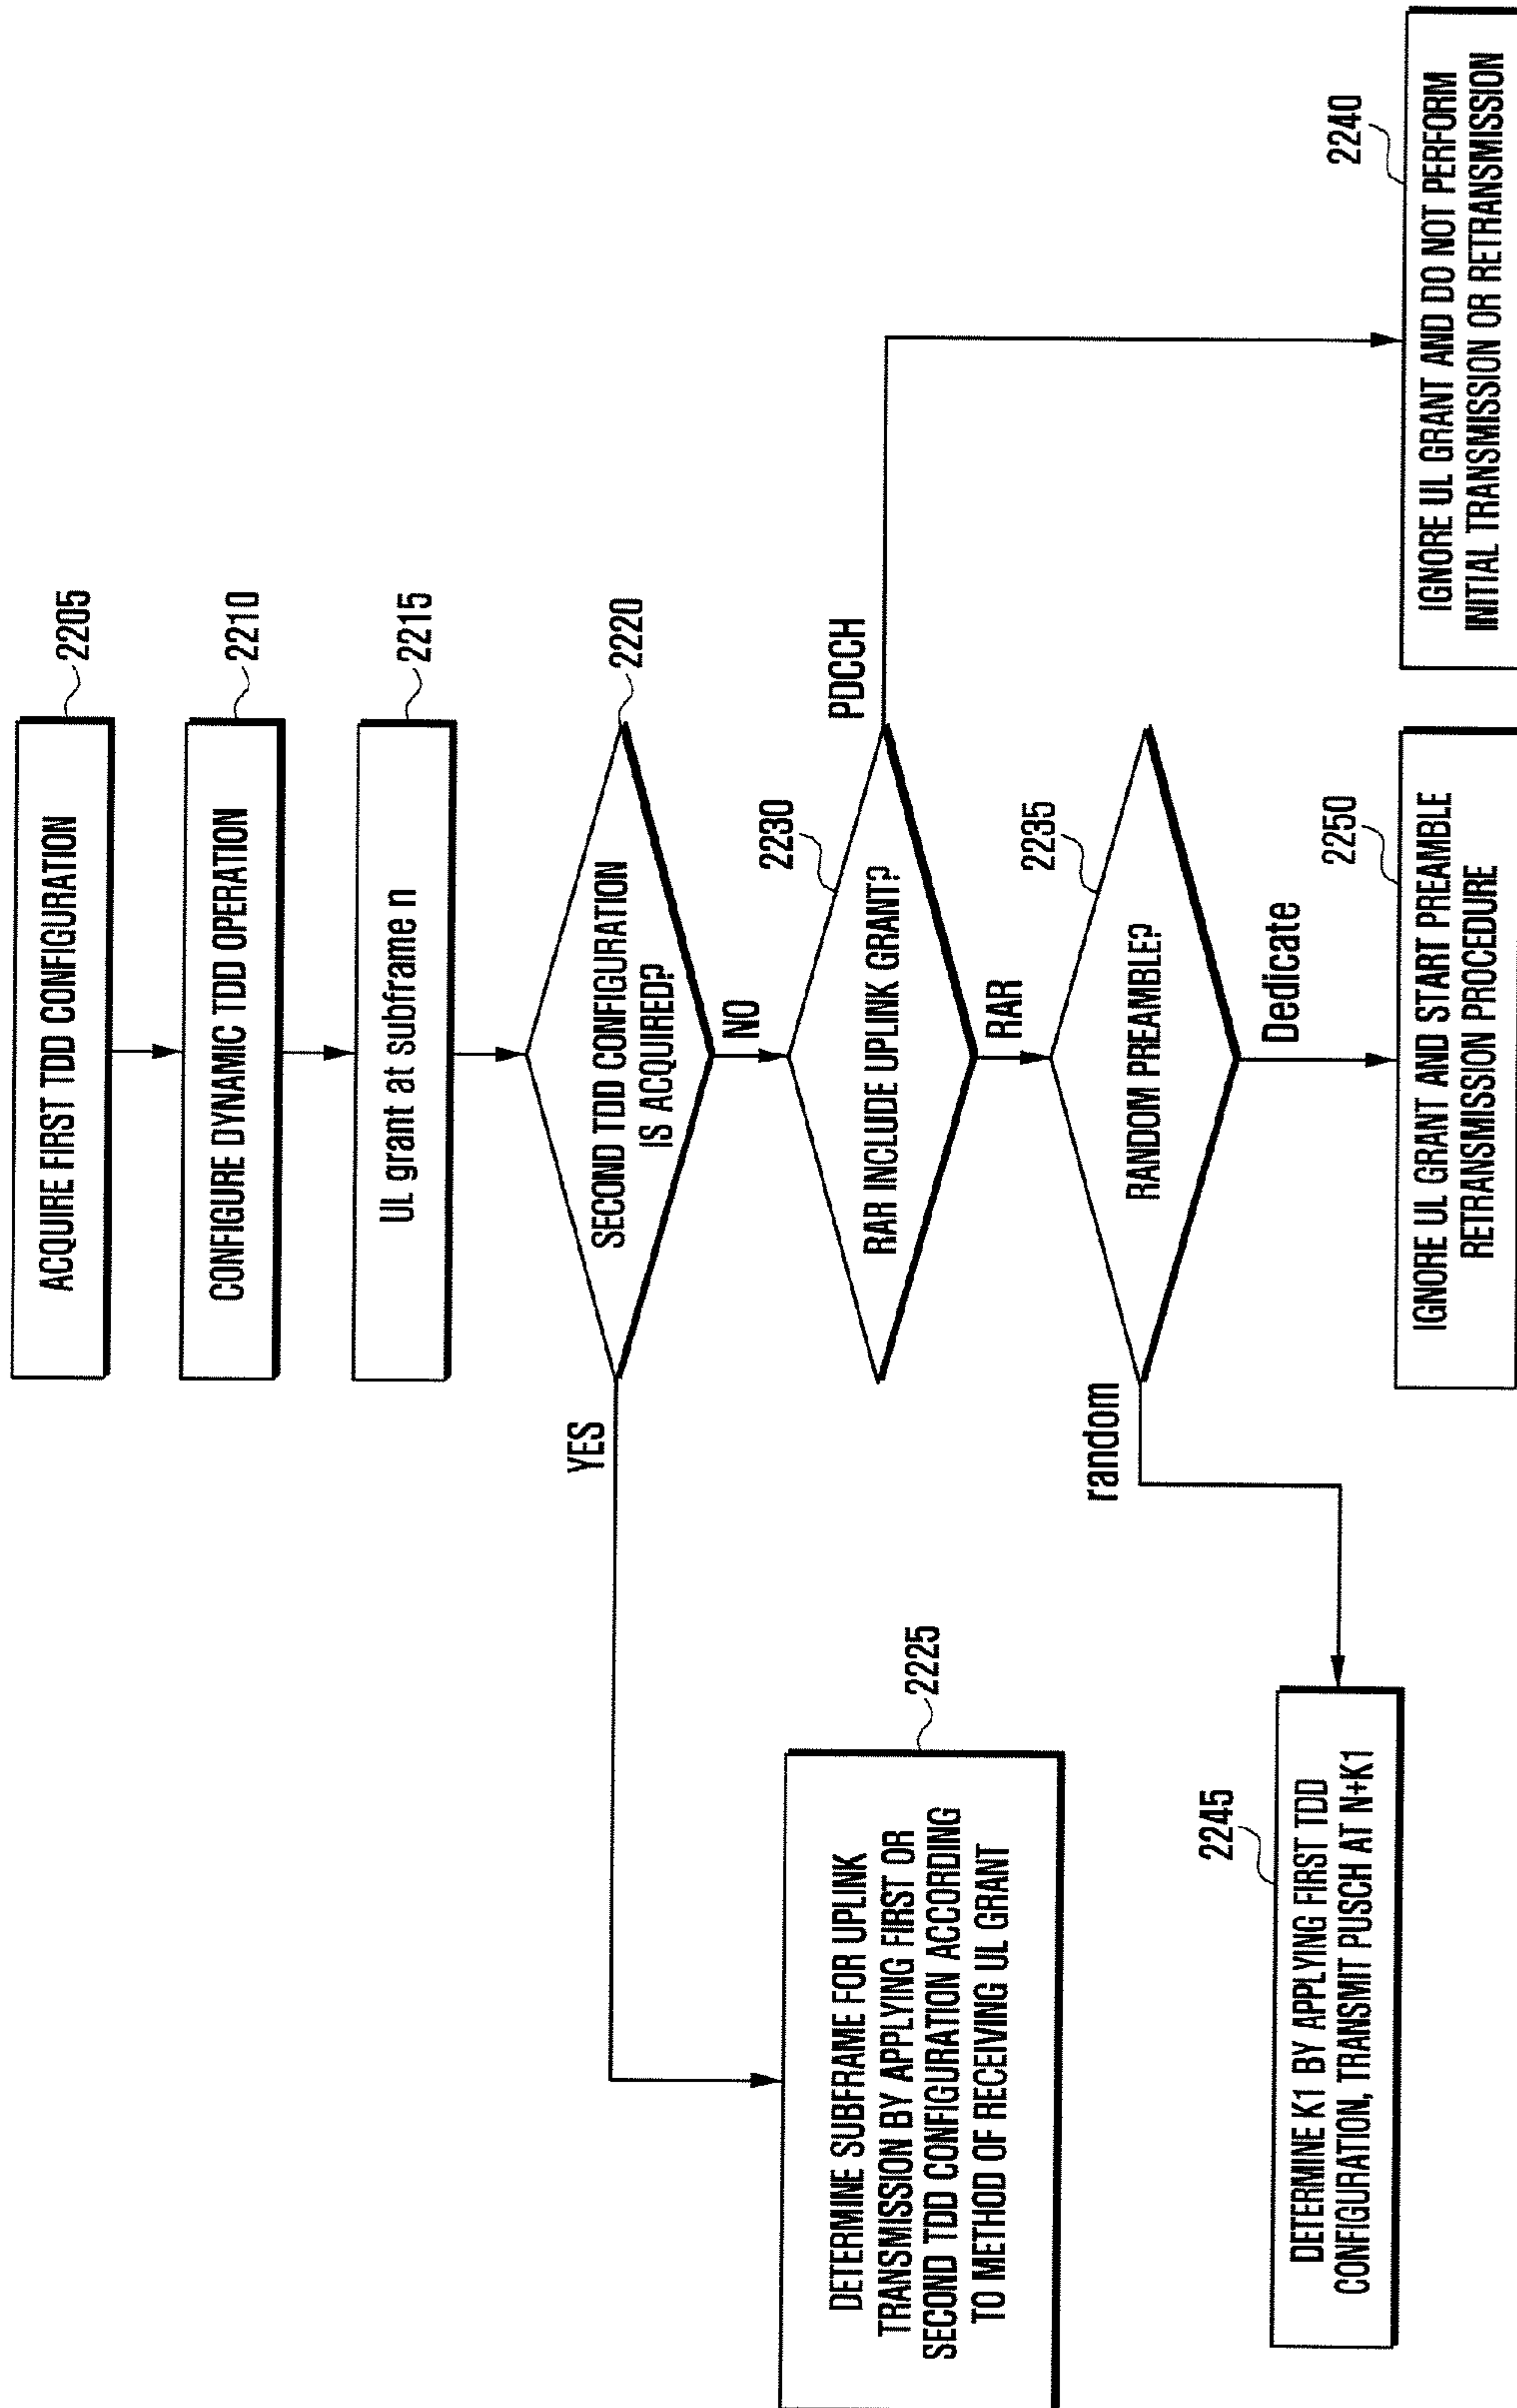 ACQUIRE FIRST TDD CONFIGURATION
2205
CONFIGURE DYNAMIC TDD OPERATION
2210
UL grant at subframe n
2215
SECOND TDD CONFIGURATION
IS ACQUIRED?
2220
YES
NO
DETERMINE SUBFRAME FOR UPLINK
TRANSMISSION BY APPLYING FIRST OR
SECOND TDD CONFIGURATION ACCORDING
TO METHOD OF RECEIVING UL GRANT
2225
RAR INCLUDE UPLINK GRANT?
2230
PDCCH
RAR
RANDOM PREAMBLE?
2235
random
Dedicate
DETERMINE K1 BY APPLYING FIRST TDD
CONFIGURATION, TRANSMIT PUSCH AT N+K1
2245
IGNORE UL GRANT AND START PREAMBLE
RETRANSMISSION PROCEDURE
2250
IGNORE UL GRANT AND DO NOT PERFORM
INITIAL TRANSMISSION OR RETRANSMISSION
2240